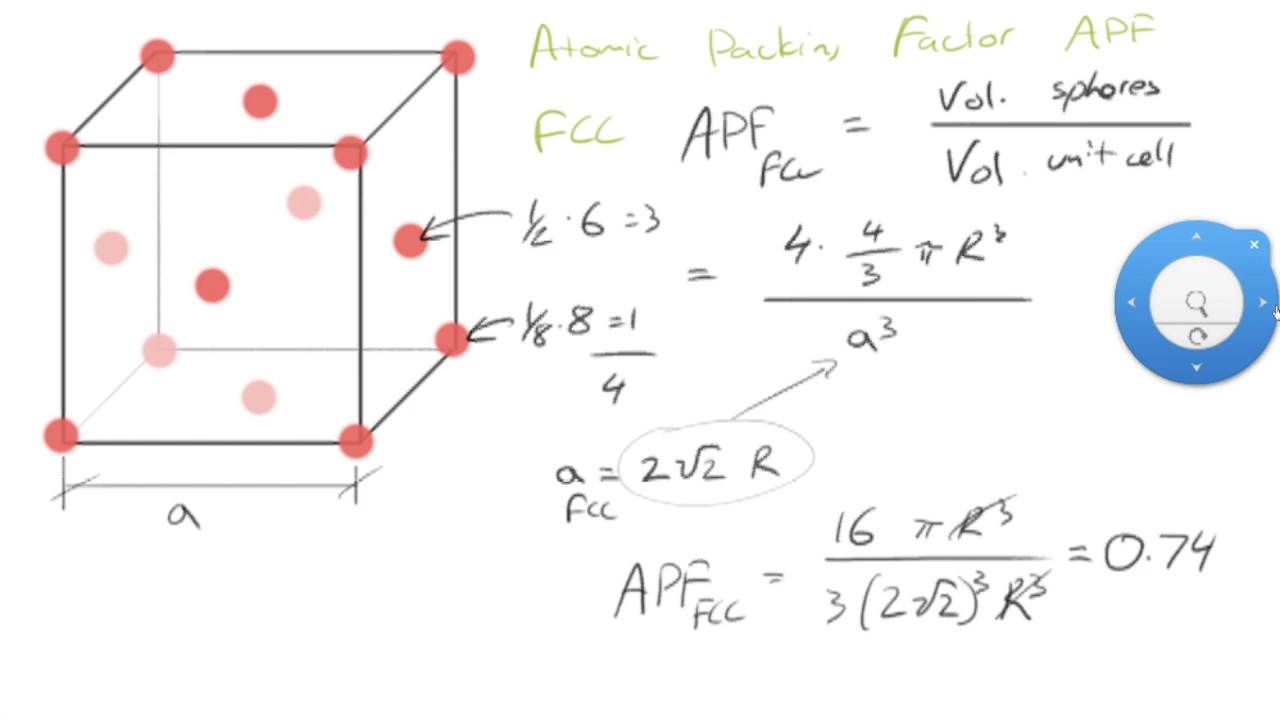 Atomic Packing Factor APF
FCC APF_FCC = Vol. spheres / Vol. unit cell
1/2 · 6 = 3
= 4 · 4/3 π R³ / a³
1/8 · 8 = 1
4
a_FCC = 2√2 R
a
APF_FCC = 16 π R³ / 3(2√2)³ R³ = 0.74